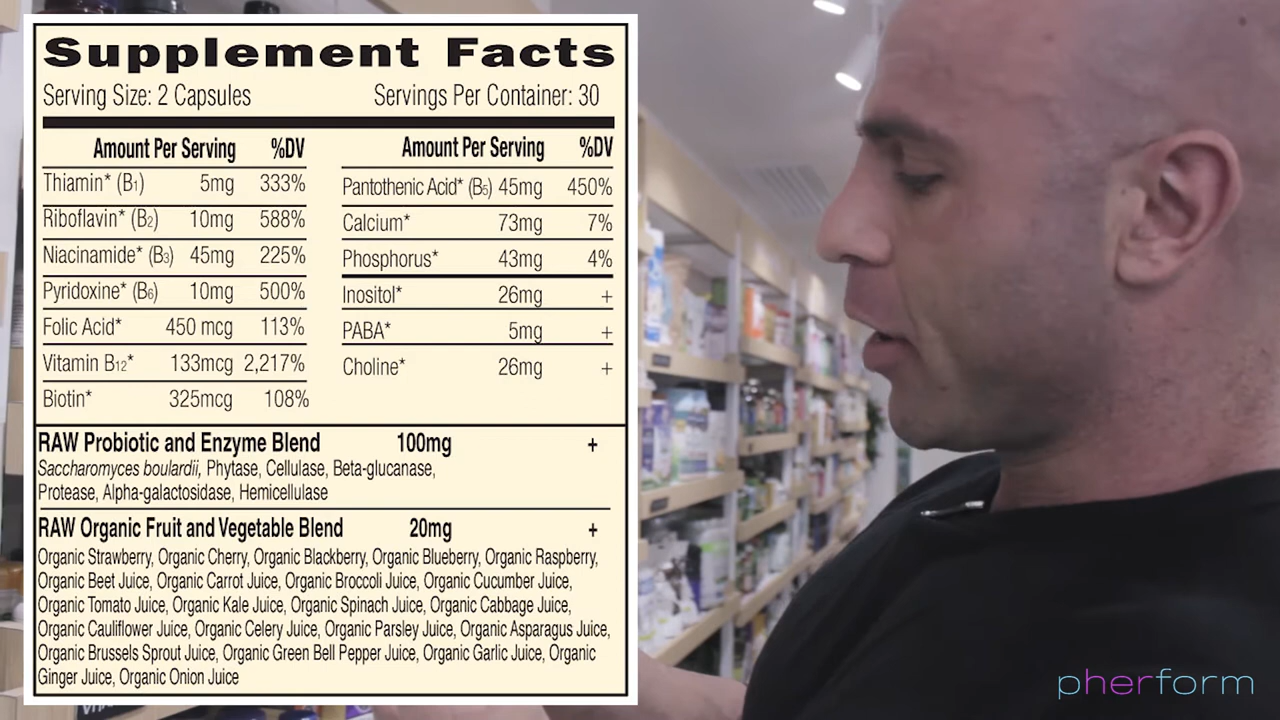 Supplement Facts
Serving Size: 2 Capsules Servings Per Container: 30
Amount Per Serving %DV
Thiamin* (B1) 5mg 333%
Riboflavin* (B2) 10mg 588%
Niacinamide* (B3) 45mg 225%
Pyridoxine* (B6) 10mg 500%
Folic Acid* 450 mcg 113%
Vitamin B12* 133mcg 2,217%
Biotin* 325mcg 108%
Amount Per Serving %DV
Pantothenic Acid* (B5) 45mg 450%
Calcium* 73mg 7%
Phosphorus* 43mg 4%
Inositol* 26mg +
PABA* 5mg +
Choline* 26mg +
RAW Probiotic and Enzyme Blend 100mg +
Saccharomyces boulardii, Phytase, Cellulase, Beta-glucanase,
Protease, Alpha-galactosidase, Hemicellulase
RAW Organic Fruit and Vegetable Blend 20mg +
Organic Strawberry, Organic Cherry, Organic Blackberry, Organic Blueberry, Organic Raspberry,
Organic Beet Juice, Organic Carrot Juice, Organic Broccoli Juice, Organic Cucumber Juice,
Organic Tomato Juice, Organic Kale Juice, Organic Spinach Juice, Organic Cabbage Juice,
Organic Cauliflower Juice, Organic Celery Juice, Organic Parsley Juice, Organic Asparagus Juice,
Organic Brussels Sprout Juice, Organic Green Bell Pepper Juice, Organic Garlic Juice, Organic
Ginger Juice, Organic Onion Juice
pherform